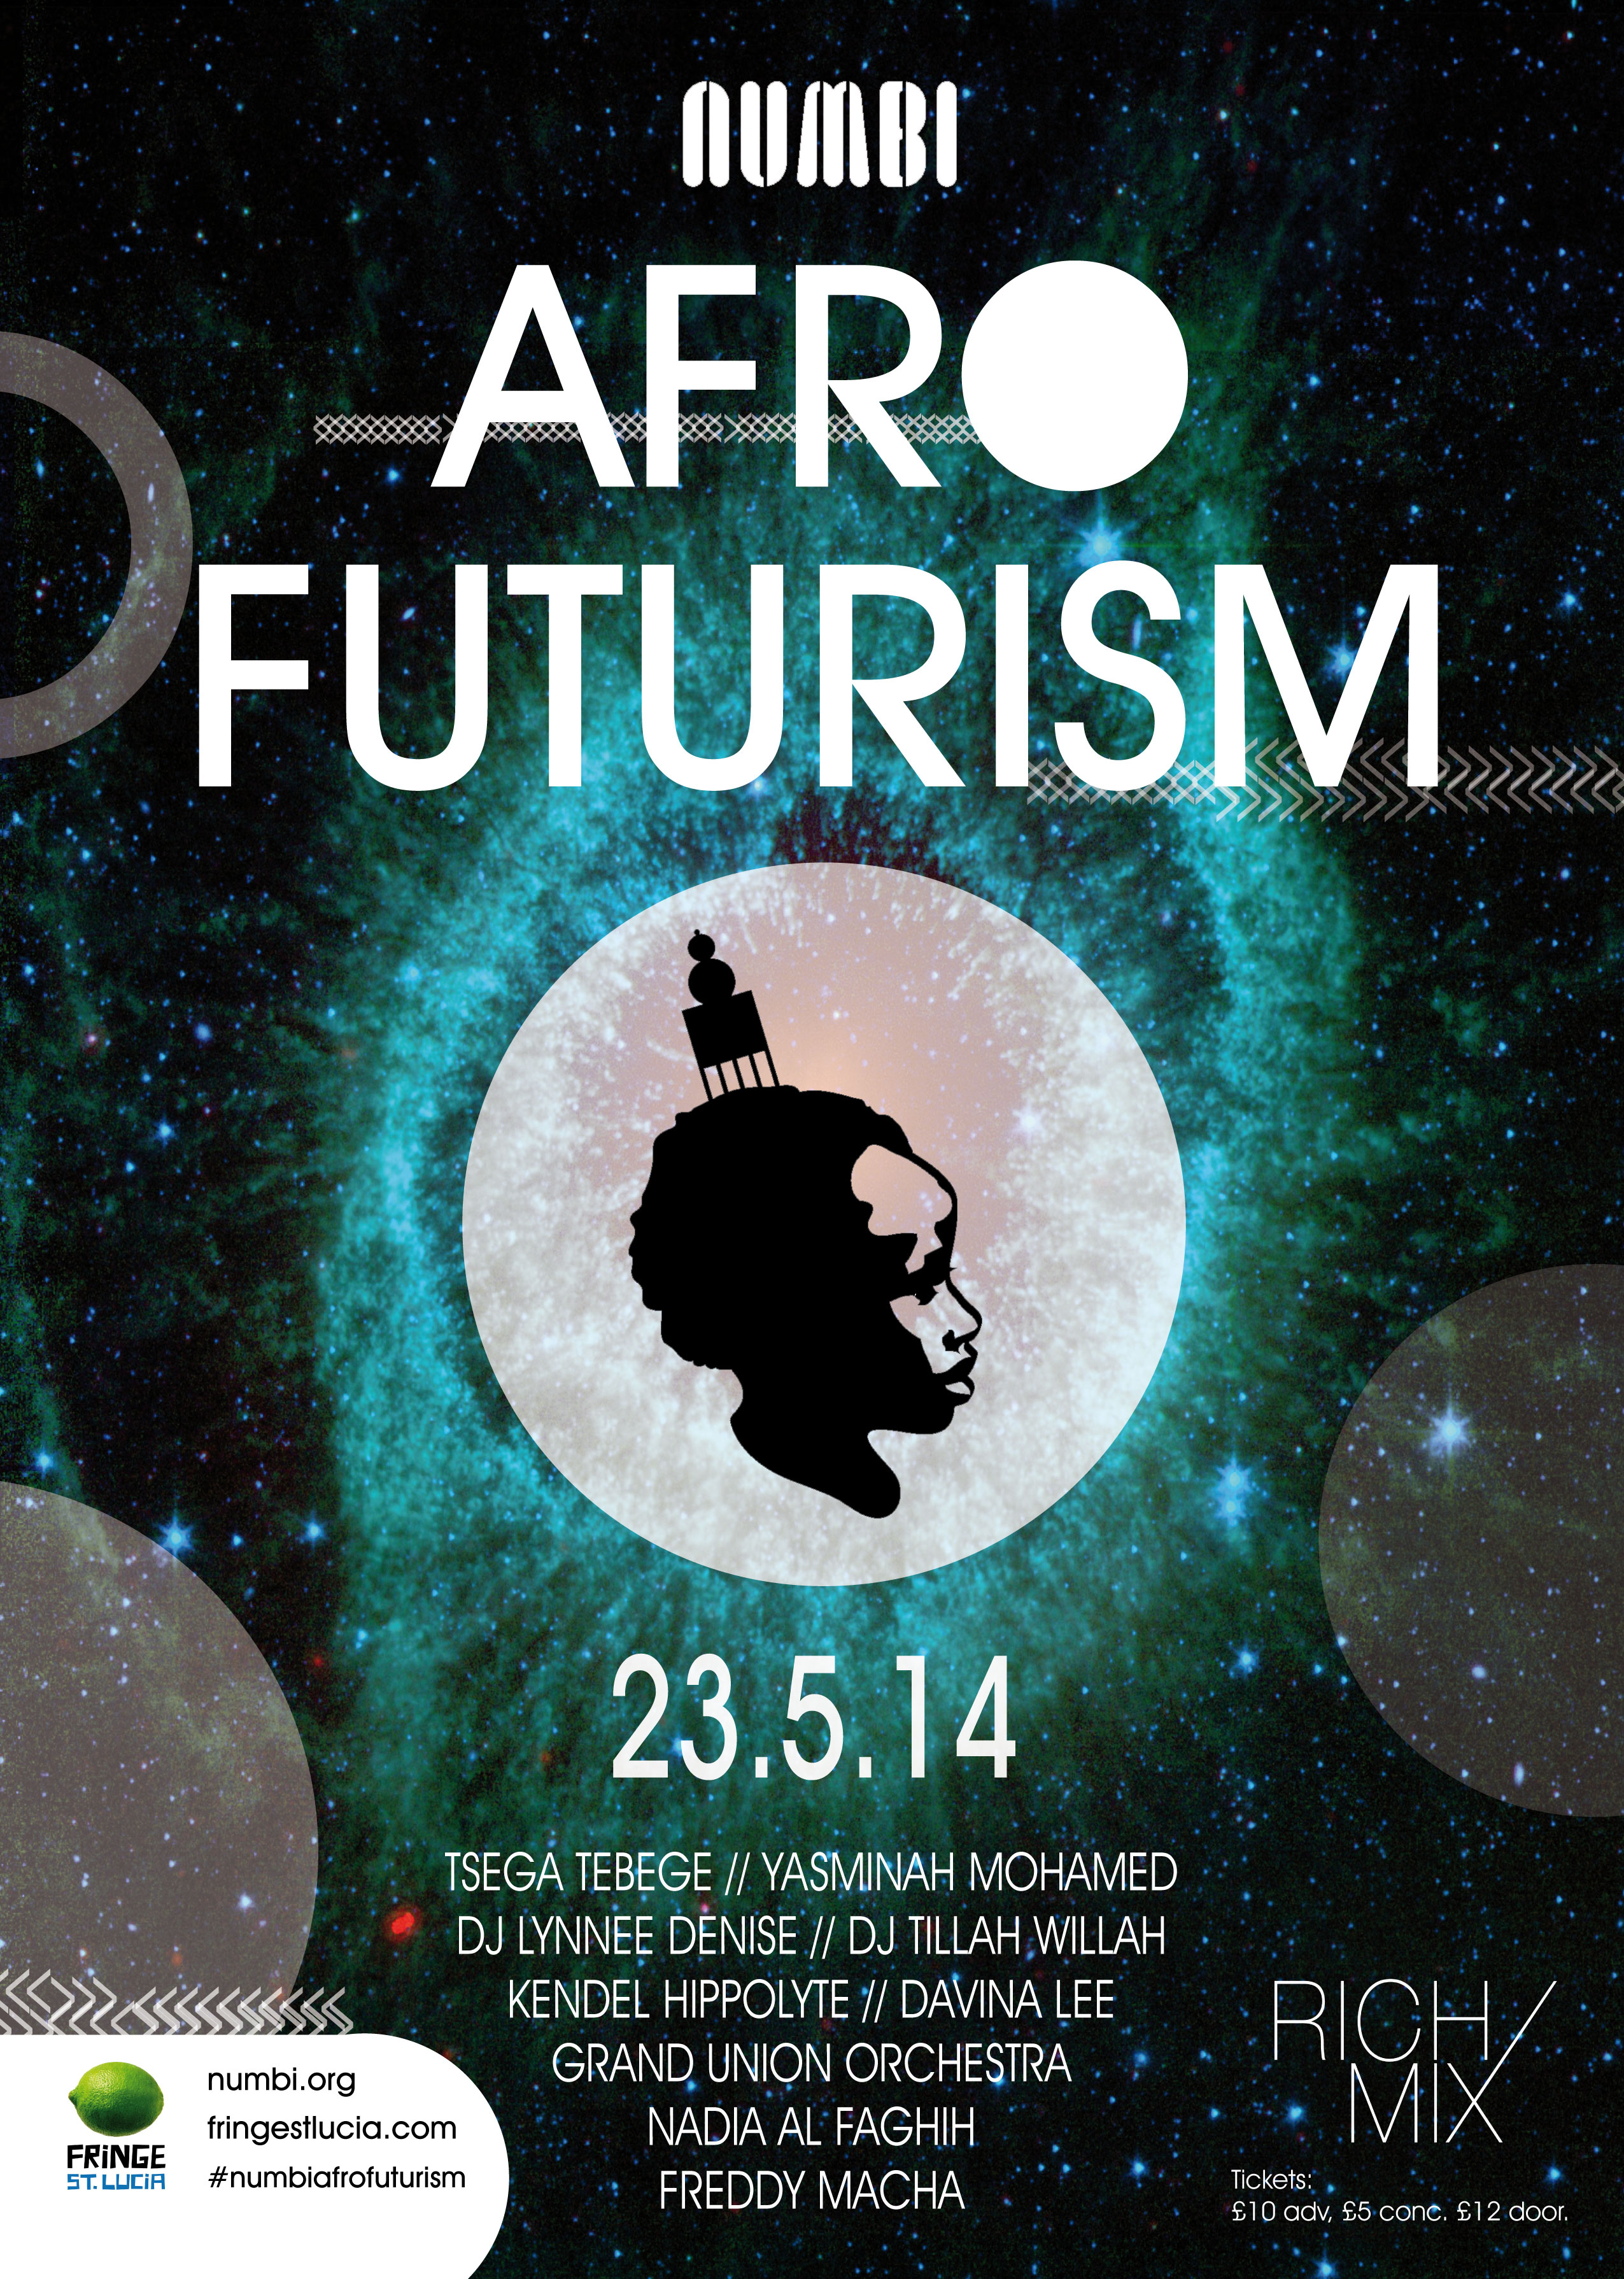 NUMBI
AFRO
FUTURISM
23.5.14
TSEGA TEBEGE // YASMINAH MOHAMED
DJ LYNNEE DENISE // DJ TILLAH WILLAH
KENDEL HIPPOLYTE // DAVINA LEE
GRAND UNION ORCHESTRA
NADIA AL FAGHIH
FREDDY MACHA
FRiNGE
ST. LUCiA
numbi.org
fringestlucia.com
#numbiafrofuturism
RICH/
MIX
Tickets:
£10 adv, £5 conc. £12 door.